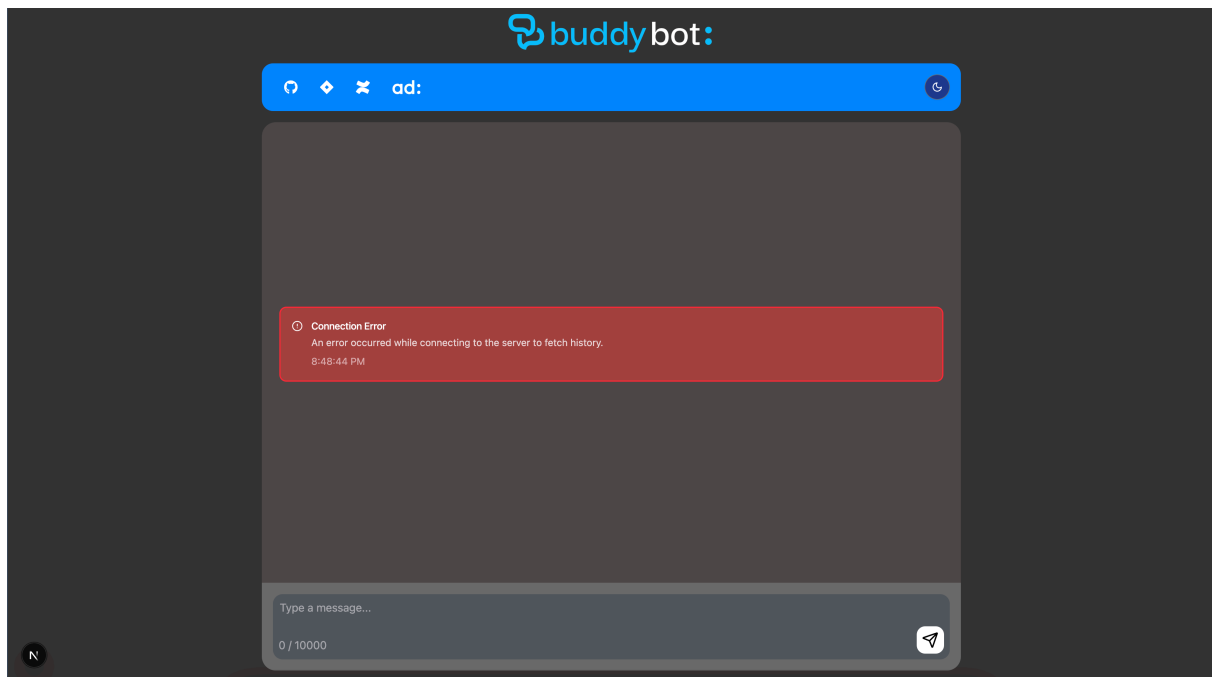 buddybot:
ad:
Connection Error
An error occurred while connecting to the server to fetch history.
8:48:44 PM
Type a message...
0 / 10000
N